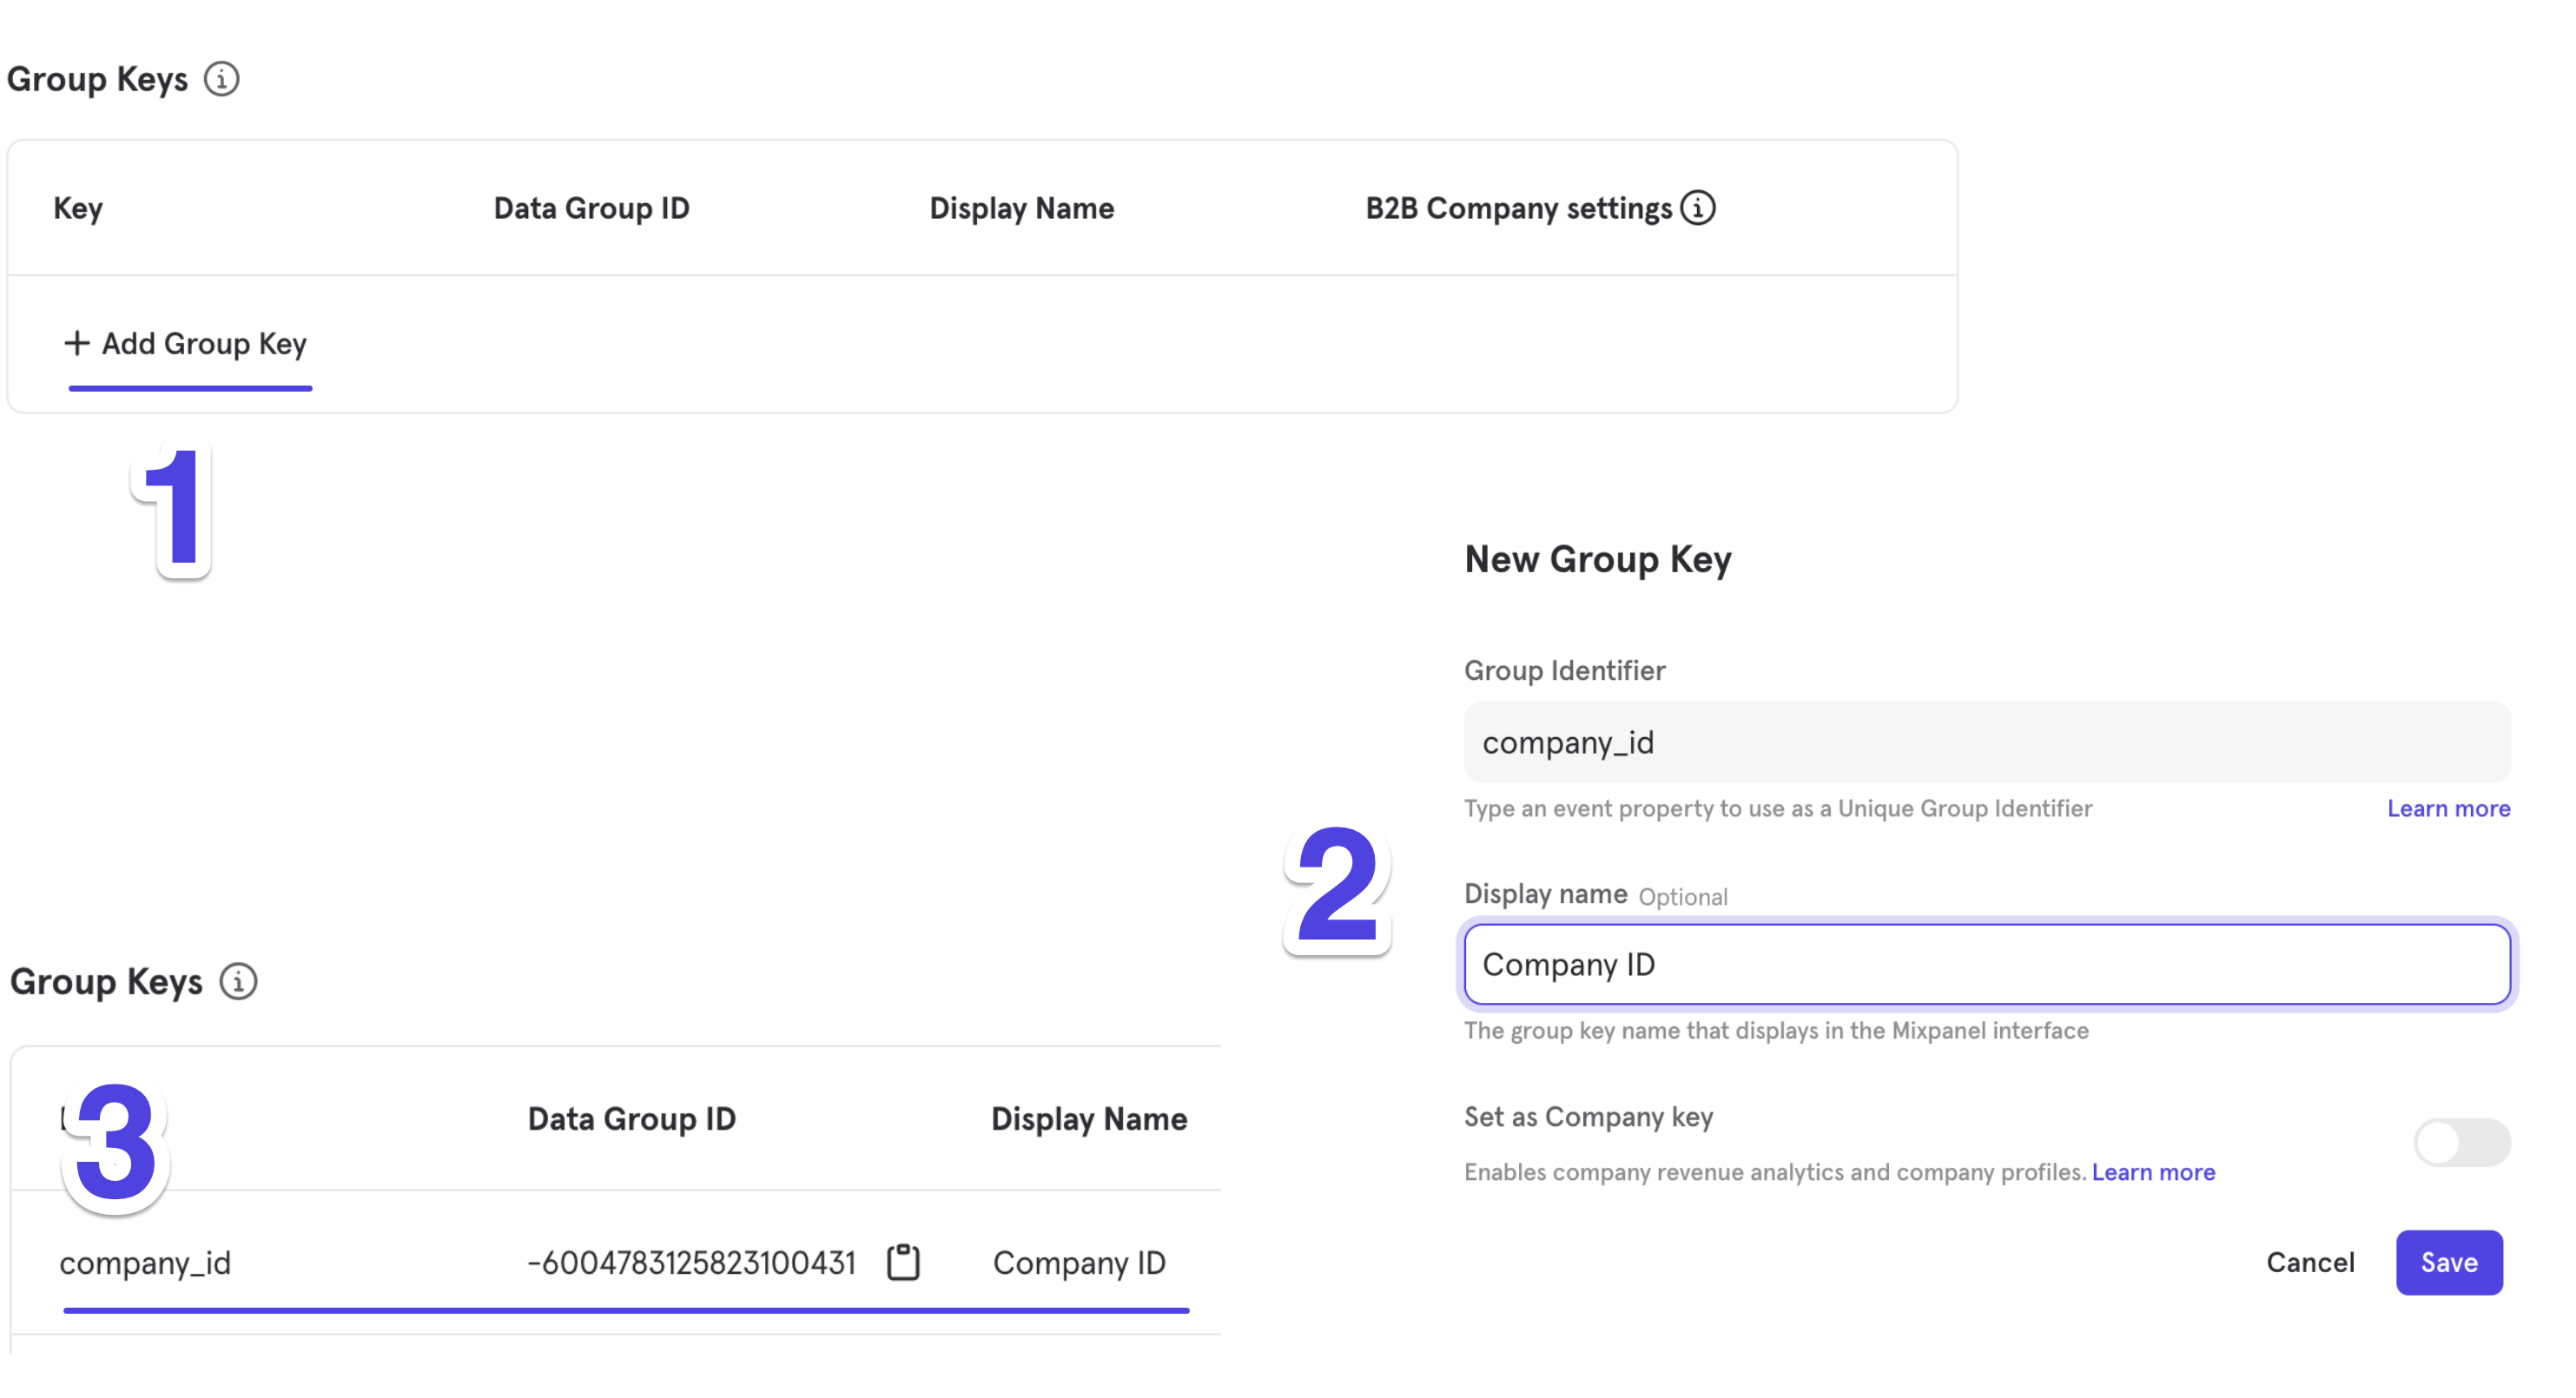 Group Keys
Key Data Group ID Display Name B2B Company settings
+ Add Group Key
1
New Group Key
Group Identifier
company_id
Type an event property to use as a Unique Group Identifier Learn more
2
Display name Optional
Company ID
The group key name that displays in the Mixpanel interface
Set as Company key
Enables company revenue analytics and company profiles. Learn more
Cancel Save
Group Keys
3
Data Group ID Display Name
company_id -6004783125823100431 Company ID